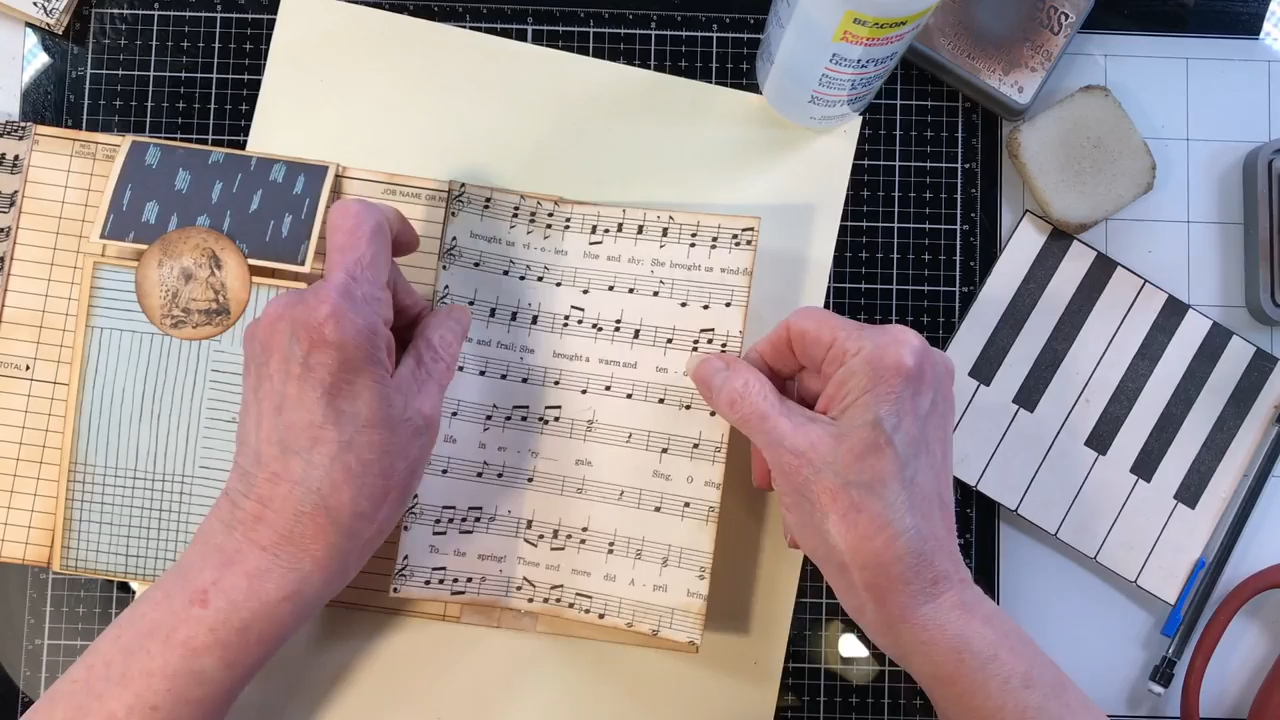 BEACON
Permanent
Adhesive
Fast Grab
Quick Dry
REG.
HOURS
OVER-
TIME
JOB NAME OR N
TOTAL
brought us vi - o - lets blue and shy; She brought us wind-flo
te and frail; She brought a warm and ten - d
life in ev - 'ry gale. Sing, O sing
To the spring! These and more did A - pril bring